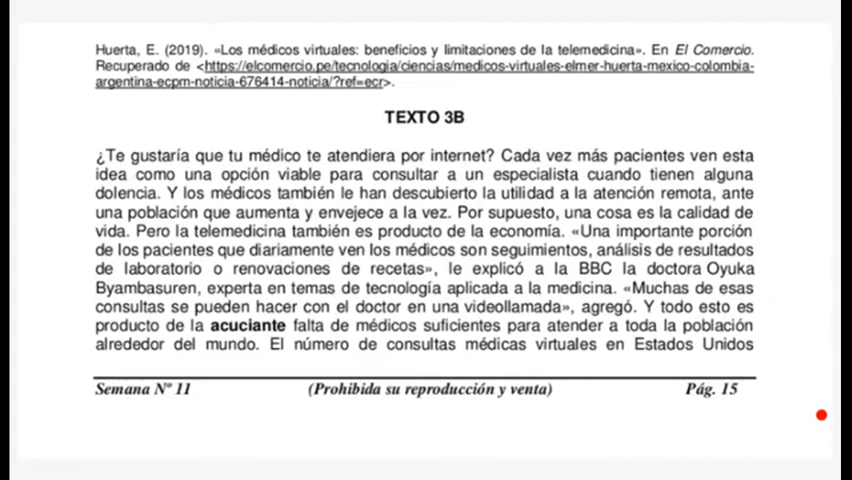 Huerta, E. (2019). «Los médicos virtuales: beneficios y limitaciones de la telemedicina». En El Comercio.
Recuperado de <https://elcomercio.pe/tecnologia/ciencias/medicos-virtuales-elmer-huerta-mexico-colombia-
argentina-ecpm-noticia-676414-noticia/?ref=ecr>.
TEXTO 3B
¿Te gustaría que tu médico te atendiera por internet? Cada vez más pacientes ven esta
idea como una opción viable para consultar a un especialista cuando tienen alguna
dolencia. Y los médicos también le han descubierto la utilidad a la atención remota, ante
una población que aumenta y envejece a la vez. Por supuesto, una cosa es la calidad de
vida. Pero la telemedicina también es producto de la economía. «Una importante porción
de los pacientes que diariamente ven los médicos son seguimientos, análisis de resultados
de laboratorio o renovaciones de recetas», le explicó a la BBC la doctora Oyuka
Byambasuren, experta en temas de tecnología aplicada a la medicina. «Muchas de esas
consultas se pueden hacer con el doctor en una videollamada», agregó. Y todo esto es
producto de la acuciante falta de médicos suficientes para atender a toda la población
alrededor del mundo. El número de consultas médicas virtuales en Estados Unidos
Semana Nº 11 (Prohibida su reproducción y venta) Pág. 15